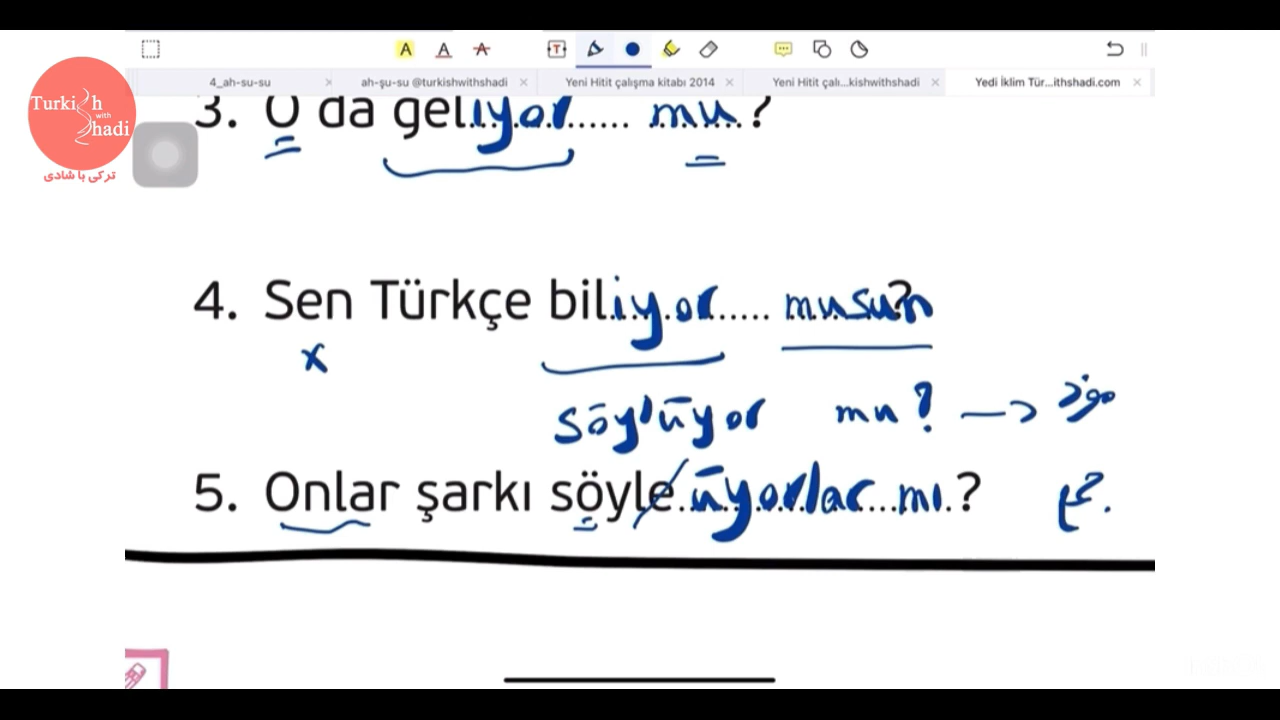 4_ah-su-su ah-şu-su @turkishwithshadi Yeni Hitit çalışma kitabı 2014 Yeni Hitit çalı...kishwithshadi Yedi İklim Tür...ithshadi.com
Turkish
with
Shadi
ترکی با شادی
3. O da geliyor mu?
4. Sen Türkçe biliyor musun?
söylüyor mu?
5. Onlar şarkı söyleüyorlar mı?